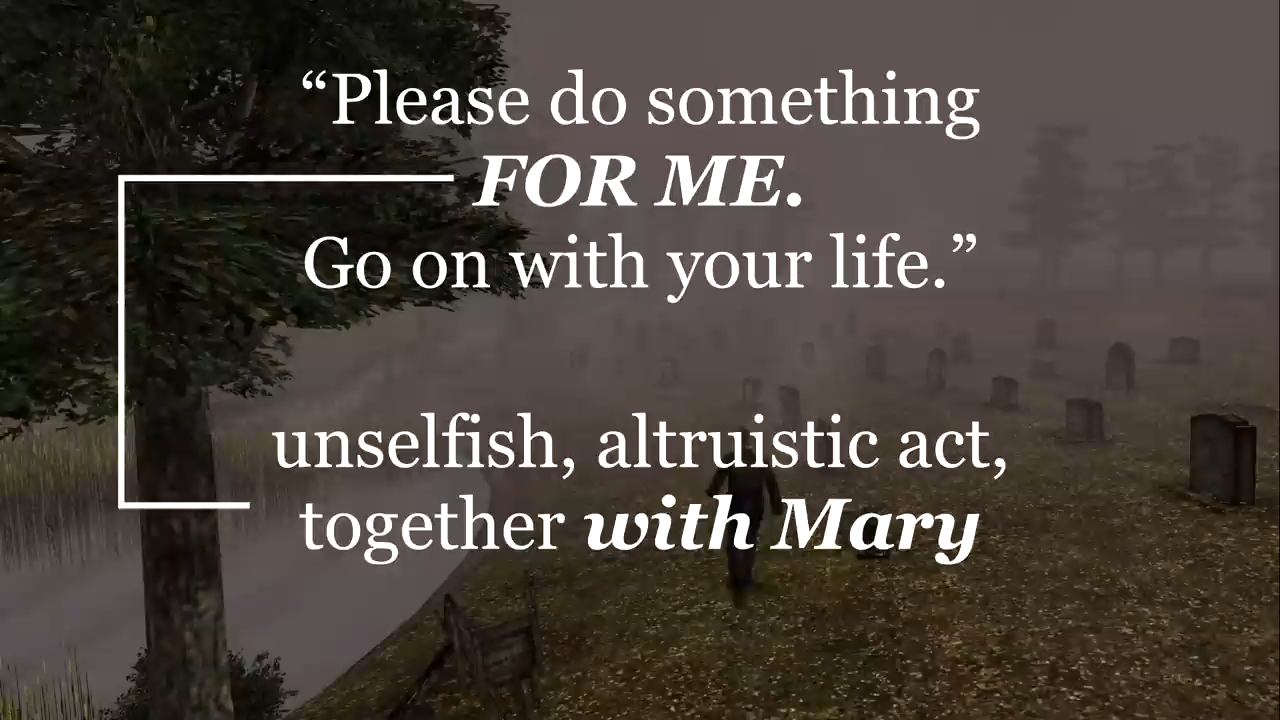 “Please do something
FOR ME.
Go on with your life.”
unselfish, altruistic act,
together with Mary